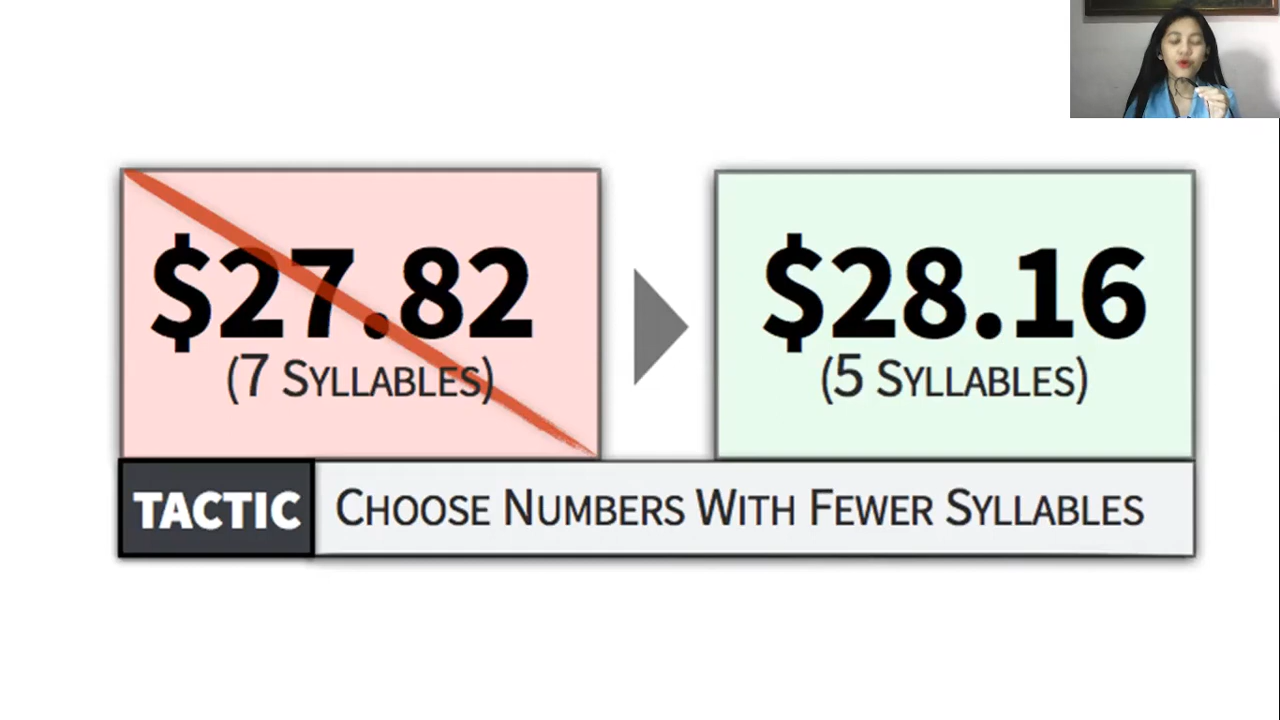 $27.82
(7 SYLLABLES)
$28.16
(5 SYLLABLES)
TACTIC
CHOOSE NUMBERS WITH FEWER SYLLABLES